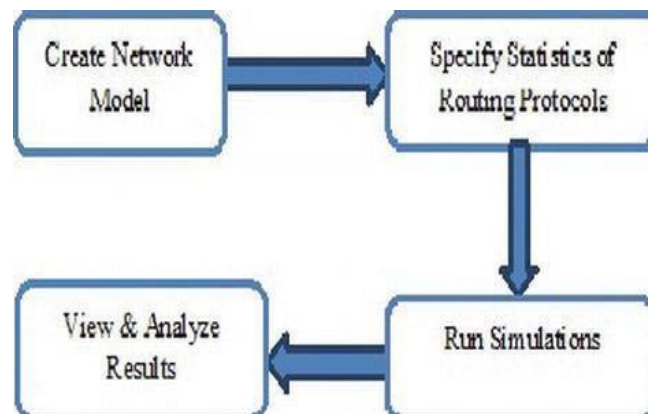 Create Network
Model
Specify Statistics of
Routing Protocols
Run Simulations
View & Analyze
Results